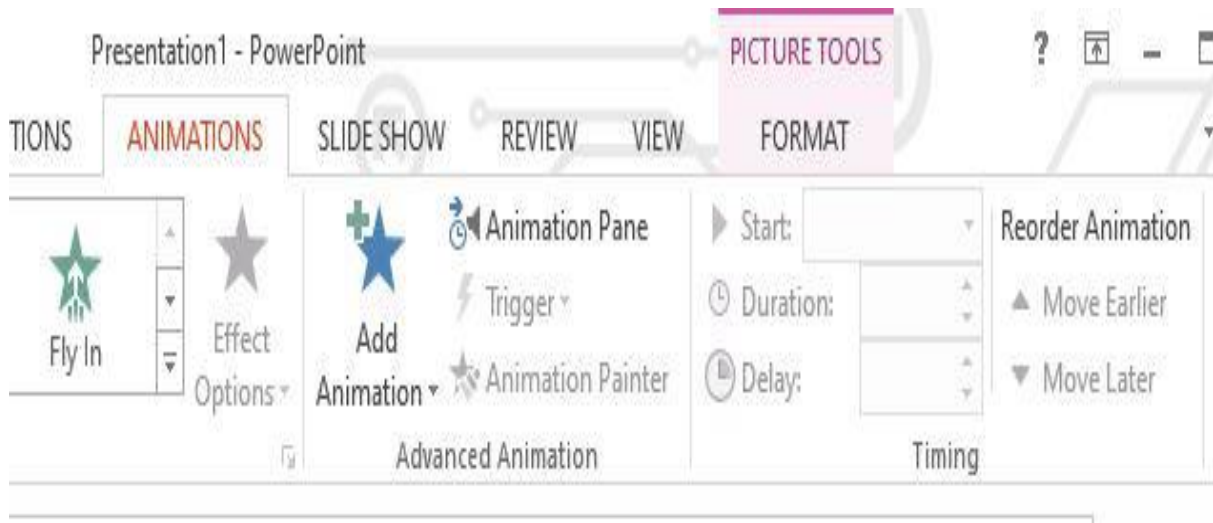 Presentation1 - PowerPoint
PICTURE TOOLS
?
TIONS
ANIMATIONS
SLIDE SHOW
REVIEW
VIEW
FORMAT
Fly In
Effect
Options
Add
Animation
Animation Pane
Trigger
Animation Painter
Advanced Animation
Start:
Duration:
Delay:
Reorder Animation
Move Earlier
Move Later
Timing